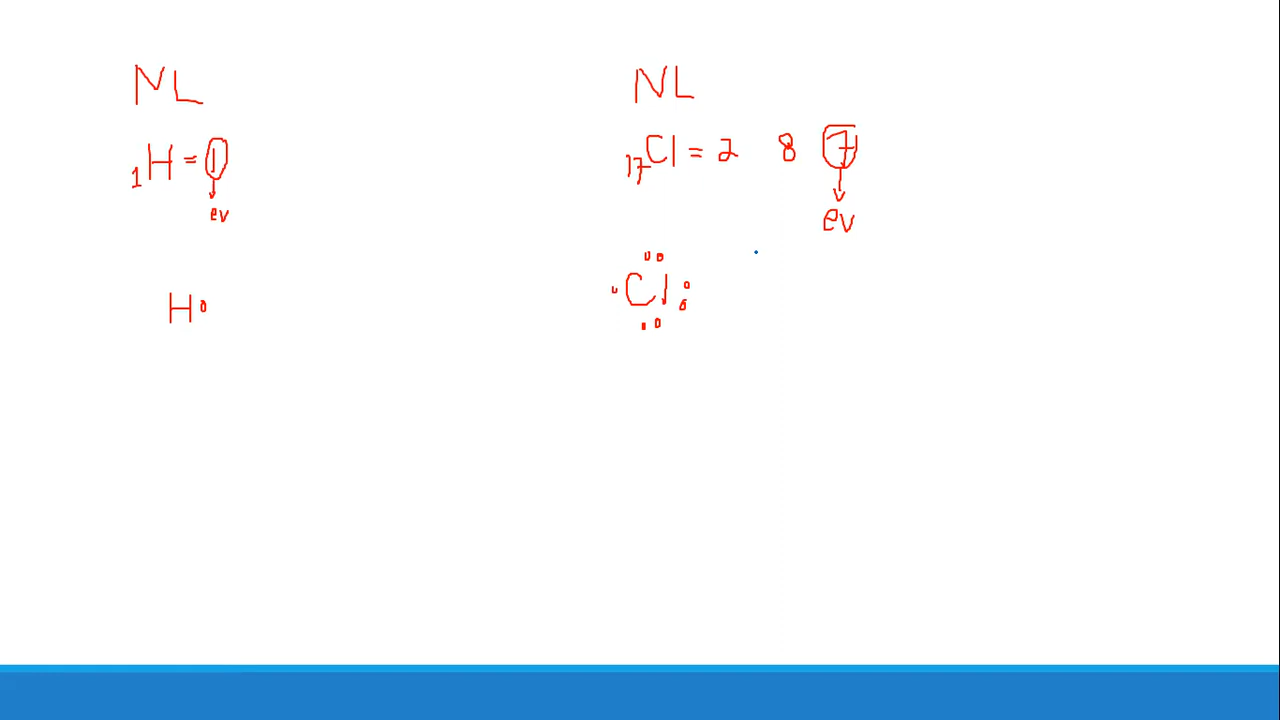 NL
₁H = 1
ev
H
NL
₁₇Cl = 2 8 7
ev
Cl